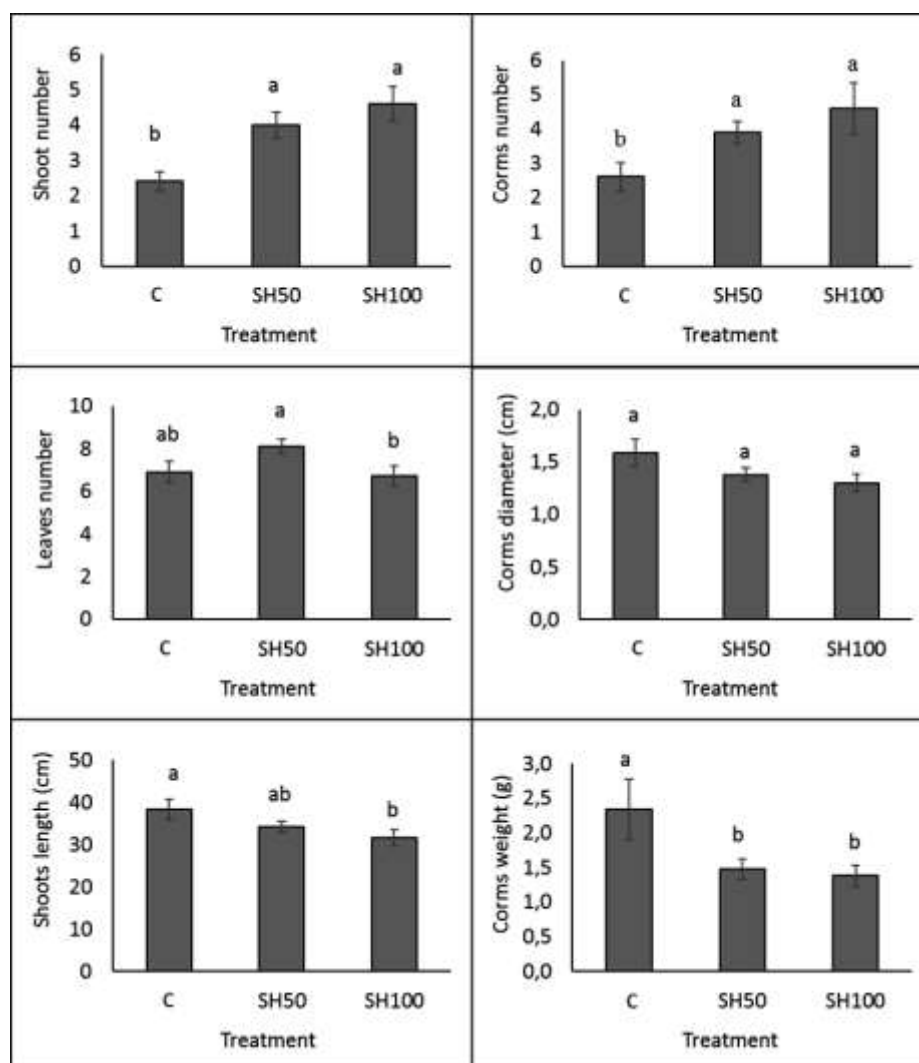 Shoot number
6
5
4
3
2
1
0
b
a
a
C SH50 SH100
Treatment
Corms number
6
5
4
3
2
1
0
b
a
a
C SH50 SH100
Treatment
Leaves number
10
8
6
4
2
0
ab
a
b
C SH50 SH100
Treatment
Corms diameter (cm)
2,0
1,5
1,0
0,5
0,0
a
a
a
C SH50 SH100
Treatment
Shoots length (cm)
50
40
30
20
10
0
a
ab
b
C SH50 SH100
Treatment
Corms weight (g)
3,0
2,5
2,0
1,5
1,0
0,5
0,0
a
b
b
C SH50 SH100
Treatment